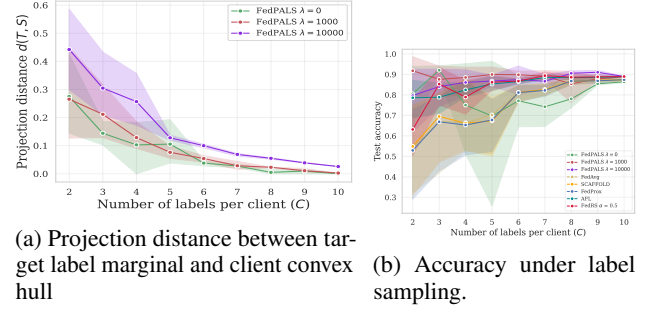 FedPALS λ = 0
FedPALS λ = 1000
FedPALS λ = 10000
Projection distance d(T, S)
0.6
0.5
0.4
0.3
0.2
0.1
0.0
2 3 4 5 6 7 8 9 10
Number of labels per client (C)
(a) Projection distance between tar-
get label marginal and client convex
hull
Test accuracy
1.0
0.9
0.8
0.7
0.6
0.5
0.4
0.3
FedPALS λ = 0
FedPALS λ = 1000
FedPALS λ = 10000
FedAvg
SCAFFOLD
FedProx
AFL
FedRS α = 0.5
2 3 4 5 6 7 8 9 10
Number of labels per client (C)
(b) Accuracy under label
sampling.